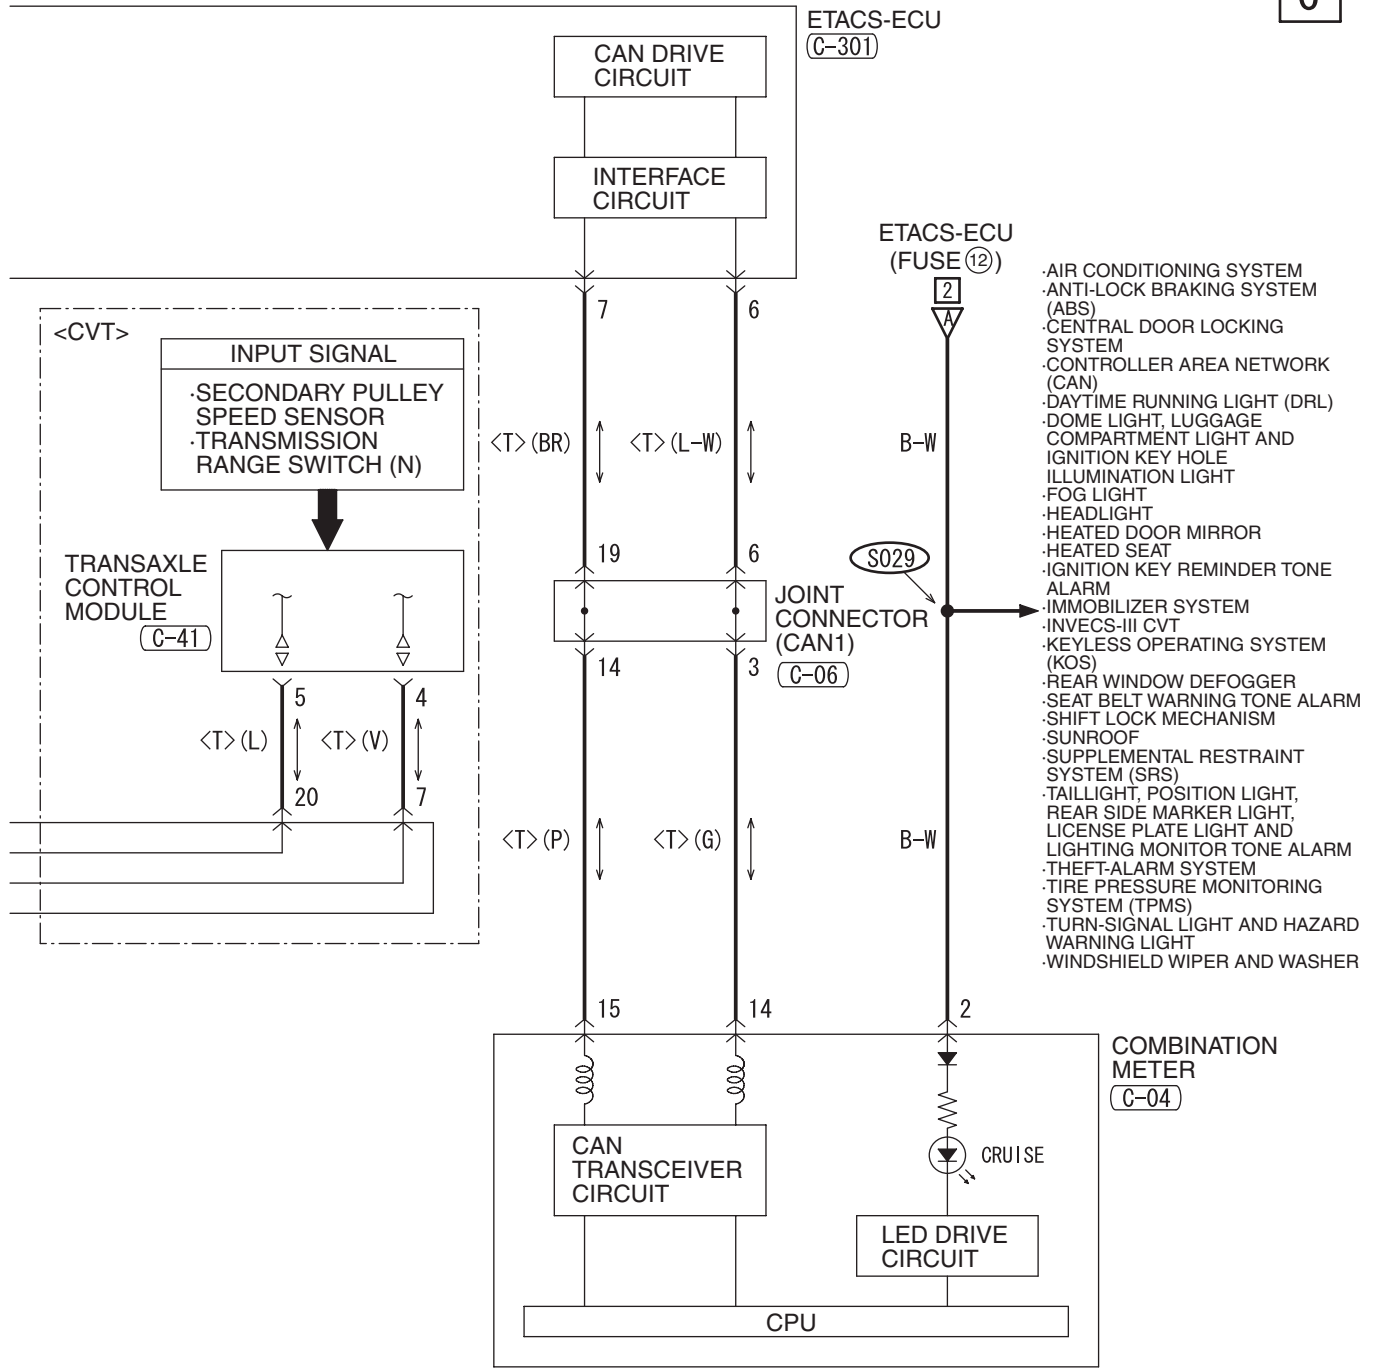 ETACS-ECU
C-301
CAN DRIVE
CIRCUIT
INTERFACE
CIRCUIT
ETACS-ECU
(FUSE 12)
2
A
7
6
<CVT>
INPUT SIGNAL
·SECONDARY PULLEY
SPEED SENSOR
·TRANSMISSION
RANGE SWITCH (N)
<T>(BR)
<T>(L-W)
B-W
TRANSAXLE
CONTROL
MODULE
C-41
19
6
S029
JOINT
CONNECTOR
(CAN1)
C-06
14
3
5
4
<T>(L)
<T>(V)
20
7
<T>(P)
<T>(G)
B-W
·AIR CONDITIONING SYSTEM
·ANTI-LOCK BRAKING SYSTEM
(ABS)
·CENTRAL DOOR LOCKING
SYSTEM
·CONTROLLER AREA NETWORK
(CAN)
·DAYTIME RUNNING LIGHT (DRL)
·DOME LIGHT, LUGGAGE
COMPARTMENT LIGHT AND
IGNITION KEY HOLE
ILLUMINATION LIGHT
·FOG LIGHT
·HEADLIGHT
·HEATED DOOR MIRROR
·HEATED SEAT
·IGNITION KEY REMINDER TONE
ALARM
·IMMOBILIZER SYSTEM
·INVECS-III CVT
·KEYLESS OPERATING SYSTEM
(KOS)
·REAR WINDOW DEFOGGER
·SEAT BELT WARNING TONE ALARM
·SHIFT LOCK MECHANISM
·SUNROOF
·SUPPLEMENTAL RESTRAINT
SYSTEM (SRS)
·TAILLIGHT, POSITION LIGHT,
REAR SIDE MARKER LIGHT,
LICENSE PLATE LIGHT AND
LIGHTING MONITOR TONE ALARM
·THEFT-ALARM SYSTEM
·TIRE PRESSURE MONITORING
SYSTEM (TPMS)
·TURN-SIGNAL LIGHT AND HAZARD
WARNING LIGHT
·WINDSHIELD WIPER AND WASHER
15
14
2
COMBINATION
METER
C-04
CAN
TRANSCEIVER
CIRCUIT
CRUISE
LED DRIVE
CIRCUIT
CPU